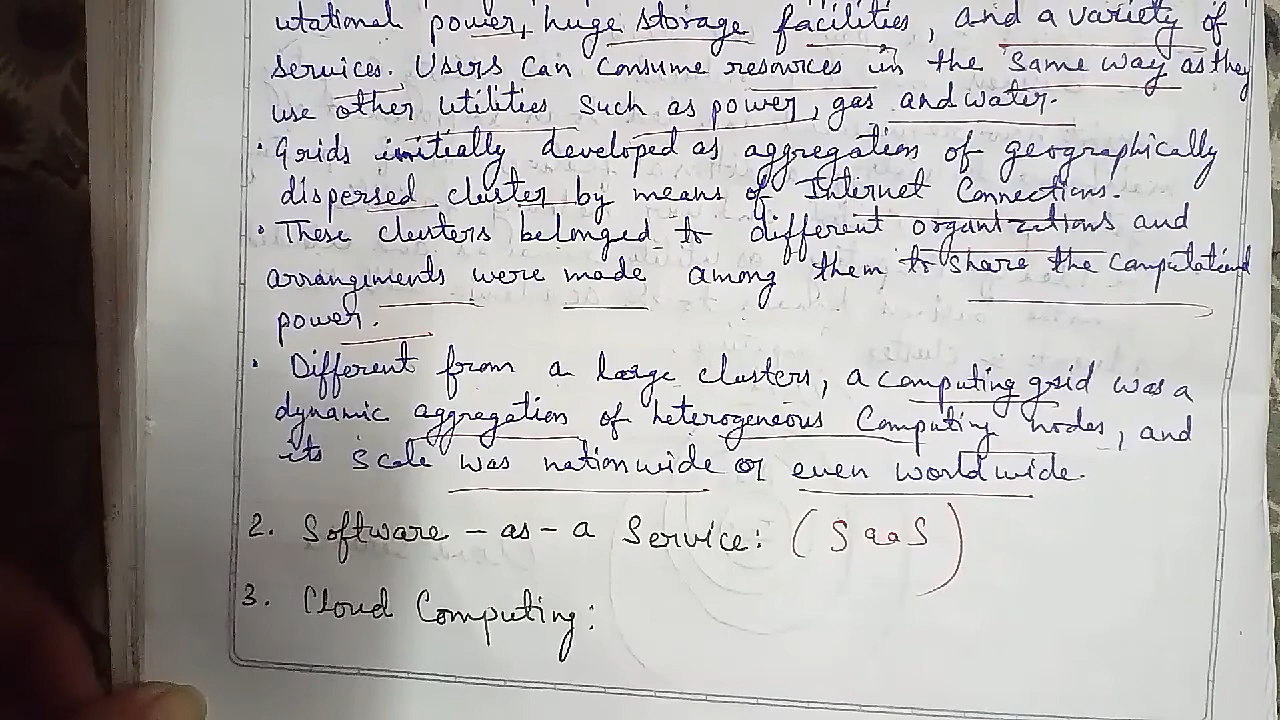 utational power, huge storage facilities, and a variety of
services. Users can consume resources in the same way as they
use other utilities such as power, gas and water.
• Grids initially developed as aggregation of geographically
dispersed cluster by means of Internet Connections.
• These clusters belonged to different organizations and
arrangements were made among them to share the computational
power.
• Different from a large clusters, a computing grid was a
dynamic aggregation of heterogeneous Computing nodes, and
its scale was nationwide or even worldwide.
2. Software - as - a Service: (SaaS)
3. Cloud Computing: